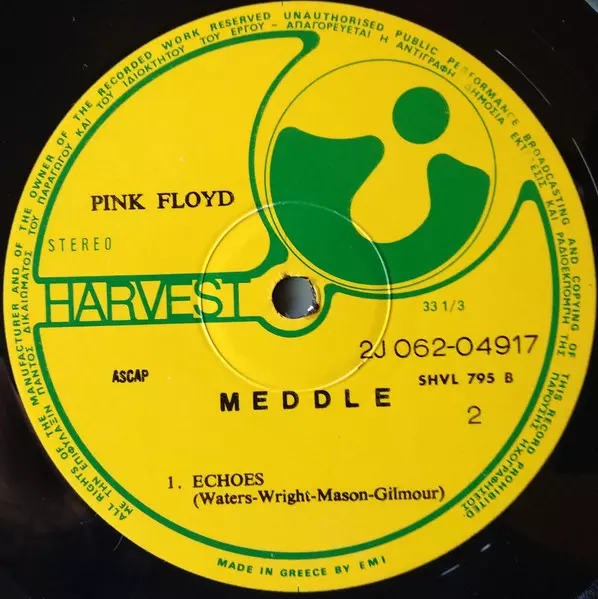 ALL RIGHTS OF THE MANUFACTURER AND OF THE OWNER OF THE RECORDED WORK RESERVED UNAUTHORISED PUBLIC PERFORMANCE BROADCASTING AND COPYING OF THIS RECORD PROHIBITED
ΜΕ ΤΗΝ ΕΠΙΦΥΛΑΞΙΝ ΠΑΝΤΟΣ ΔΙΚΑΙΩΜΑΤΟΣ ΤΟΥ ΠΑΡΑΓΩΓΟΥ ΚΑΙ ΤΟΥ ΙΔΙΟΚΤΗΤΟΥ ΤΟΥ ΕΡΓΟΥ - ΑΠΑΓΟΡΕΥΕΤΑΙ Η ΑΝΤΙΓΡΑΦΗ ΔΗΜΟΣΙΑ ΕΚΤΕΛΕΣΙΣ ΚΑΙ ΡΑΔΙΟΕΚΠΟΜΠΗ ΤΗΣ ΠΑΡΟΥΣΗΣ ΗΧΟΓΡΑΦΗΣΕΩΣ
PINK FLOYD
STEREO
HARVEST
33 1/3
2J 062-04917
ASCAP
SHVL 795 B
MEDDLE
2
1. ECHOES
(Waters-Wright-Mason-Gilmour)
MADE IN GREECE BY EMI